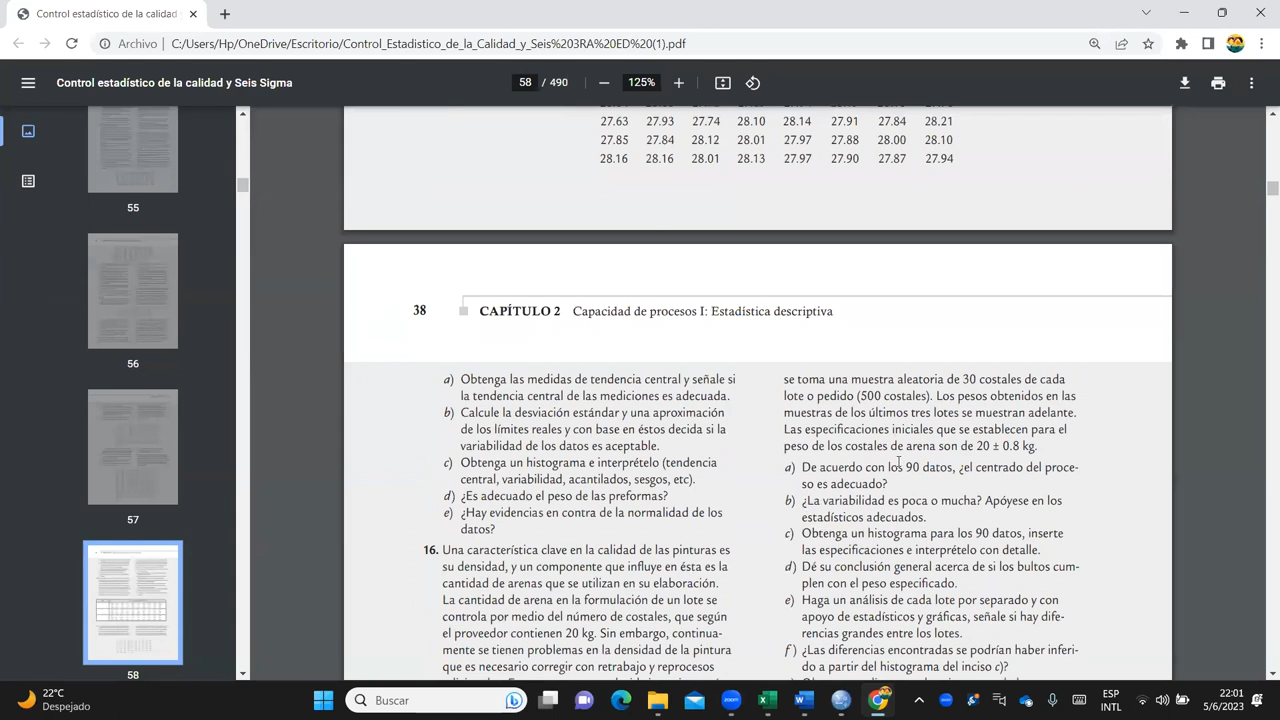 Control estadístico de la calidad
Archivo
C:/Users/Hp/OneDrive/Escritorio/Control_Estadistico_de_la_Calidad_y_Seis%203RA%20ED%20(1).pdf
Control estadístico de la calidad y Seis Sigma
58 / 490
125%
55
56
57
58
27.63 27.93 27.74 28.10 28.14 27.91 27.84 28.21
27.85 27.84 28.12 28.01 27.97 27.88 28.00 28.10
28.16 28.16 28.01 28.13 27.97 27.90 27.87 27.94
38 CAPÍTULO 2 Capacidad de procesos I: Estadística descriptiva
a) Obtenga las medidas de tendencia central y señale si
la tendencia central de las mediciones es adecuada.
b) Calcule la desviación estándar y una aproximación
de los límites reales y con base en éstos decida si la
variabilidad de los datos es aceptable.
c) Obtenga un histograma e interprételo (tendencia
central, variabilidad, acantilados, sesgos, etc).
d) ¿Es adecuado el peso de las preformas?
e) ¿Hay evidencias en contra de la normalidad de los
datos?
16. Una característica clave en la calidad de las pinturas es
su densidad, y un componente que influye en ésta es la
cantidad de arenas que se utilizan en su elaboración.
La cantidad de arena en la formulación de un lote se
controla por medio del número de costales, que según
el proveedor contienen 20 kg. Sin embargo, continua-
mente se tienen problemas en la densidad de la pintura
que es necesario corregir con retrabajo y reprocesos
se toma una muestra aleatoria de 30 costales de cada
lote o pedido (500 costales). Los pesos obtenidos en las
muestras de los últimos tres lotes se muestran adelante.
Las especificaciones iniciales que se establecen para el
peso de los costales de arena son de 20 ± 0.8 kg.
a) De acuerdo con los 90 datos, ¿el centrado del proce-
so es adecuado?
b) ¿La variabilidad es poca o mucha? Apóyese en los
estadísticos adecuados.
c) Obtenga un histograma para los 90 datos, inserte
las especificaciones e interprételo con detalle.
d) Dé su conclusión general acerca de si los bultos cum-
plen con el peso especificado.
e) Haga un análisis de cada lote por separado y con
apoyo de estadísticos y gráficas, señale si hay dife-
rencias grandes entre los lotes.
f) ¿Las diferencias encontradas se podrían haber inferi-
do a partir del histograma del inciso c)?
22°C
Despejado
Buscar
ESP
INTL
22:01
5/6/2023